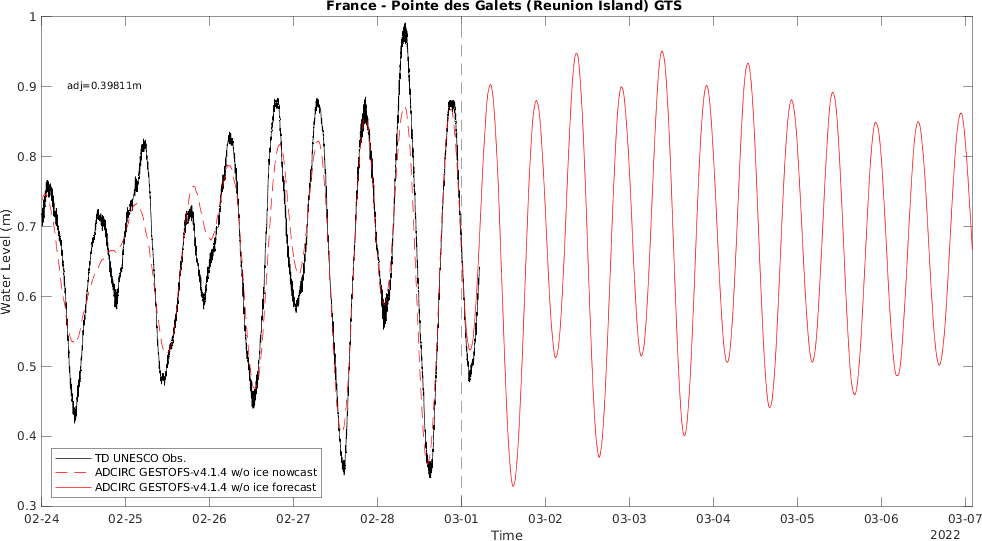 France - Pointe des Galets (Reunion Island) GTS
1
0.9
0.8
0.7
0.6
0.5
0.4
0.3
Water Level (m)
adj=0.39811m
TD UNESCO Obs.
ADCIRC GESTOFS-v4.1.4 w/o ice nowcast
ADCIRC GESTOFS-v4.1.4 w/o ice forecast
02-24 02-25 02-26 02-27 02-28 03-01 03-02 03-03 03-04 03-05 03-06 03-07
Time
2022